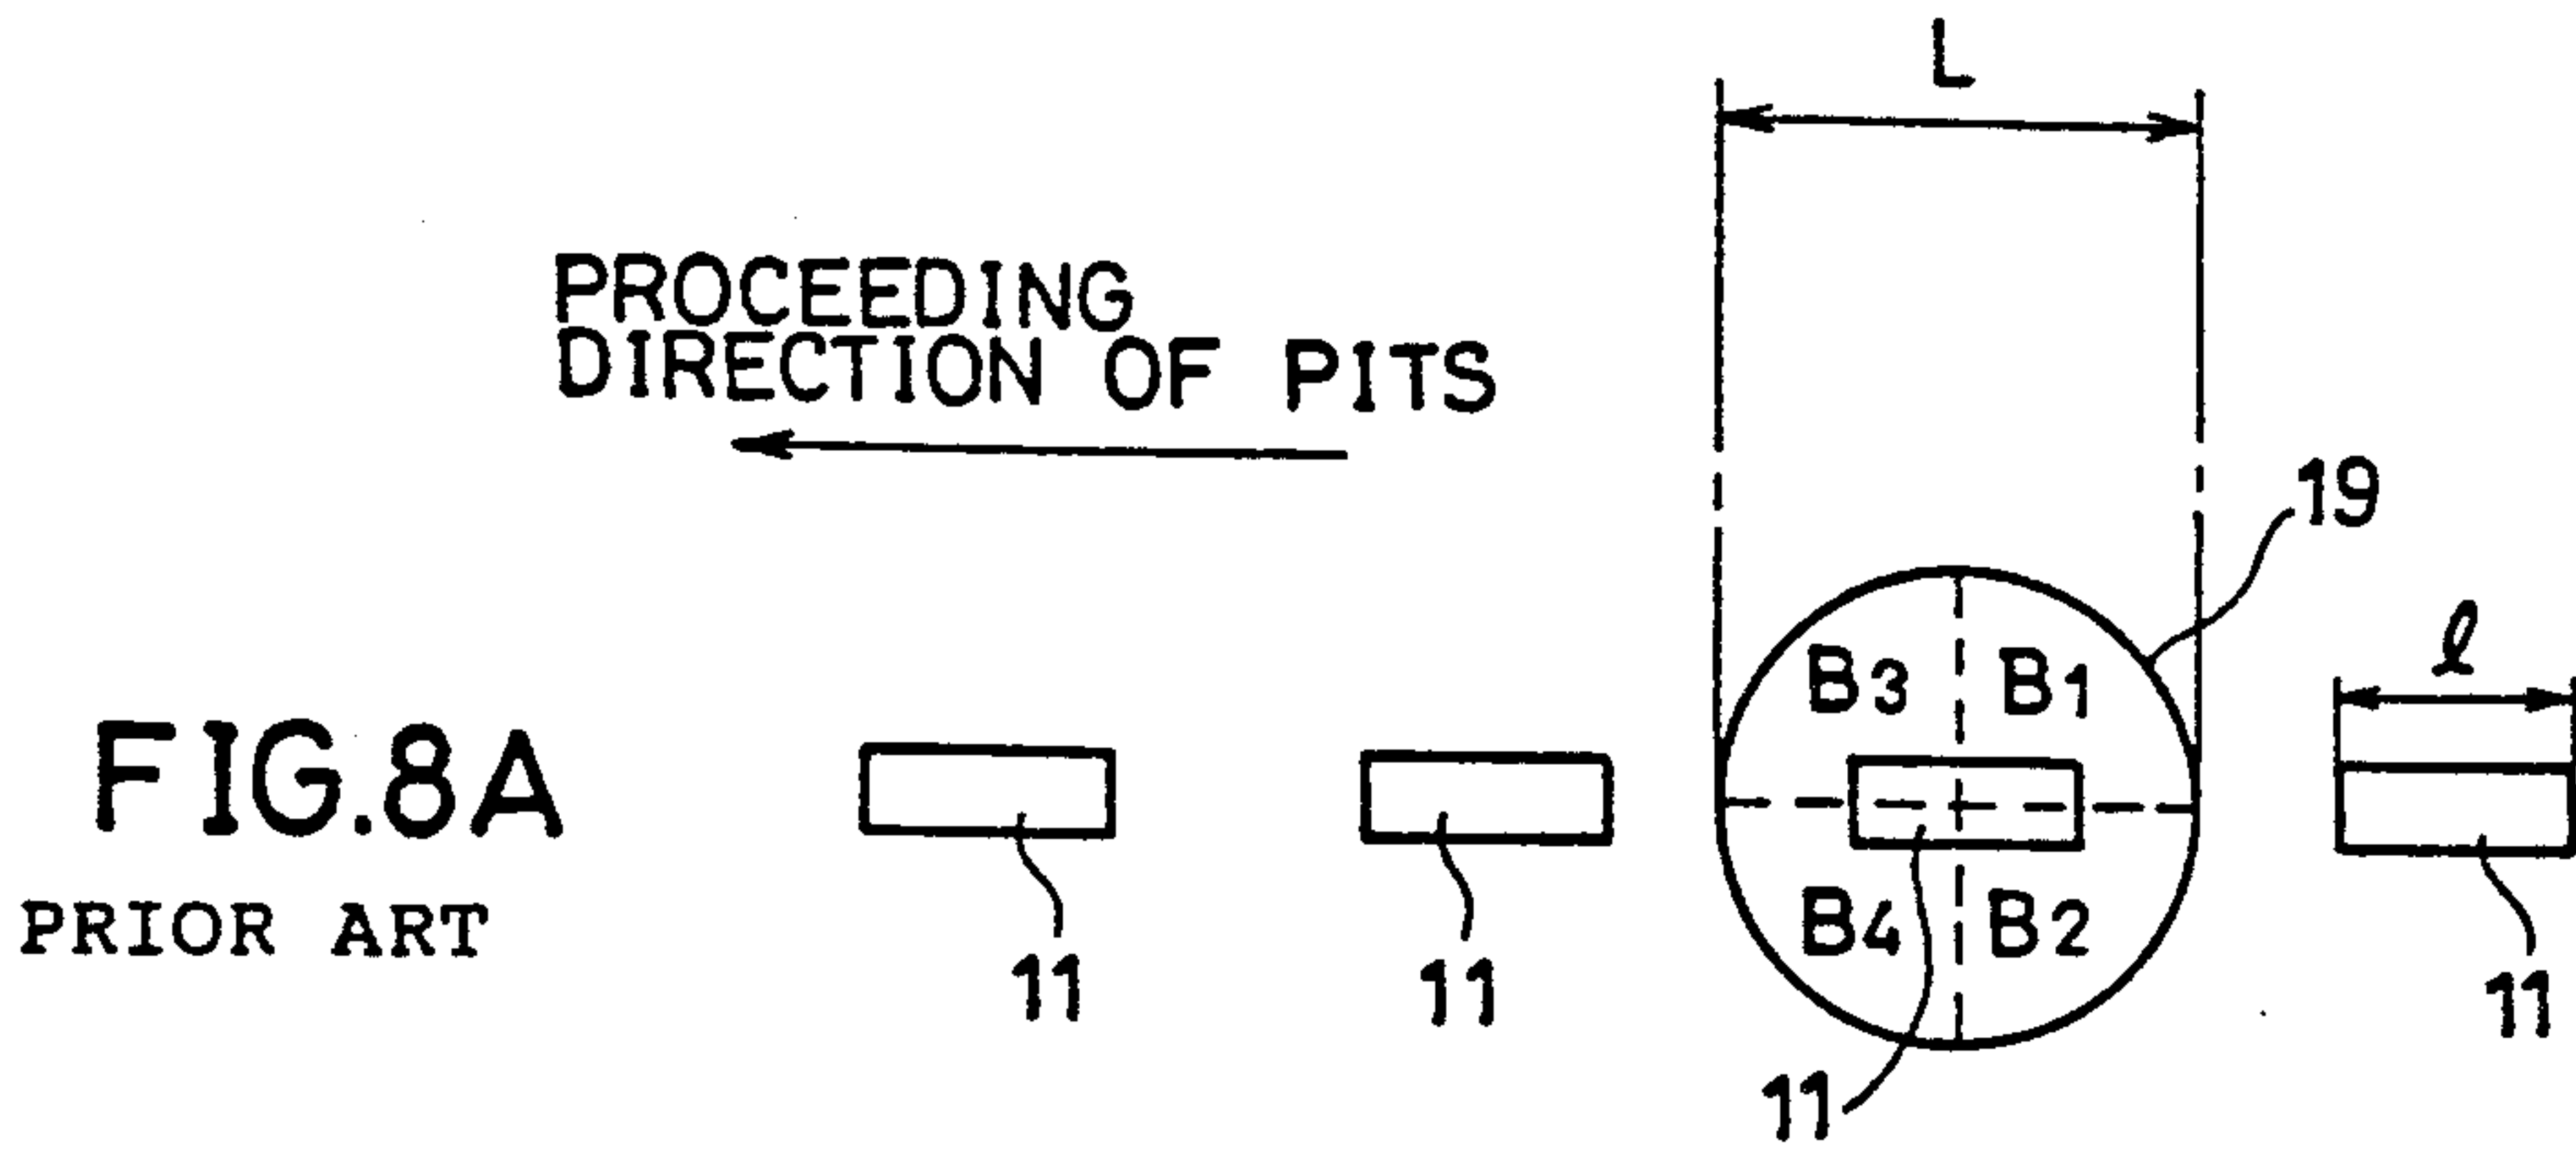 L
PROCEEDING
DIRECTION OF PITS
19
ℓ
B3 B1
FIG.8A
B4 B2
PRIOR ART
11
11
11
11